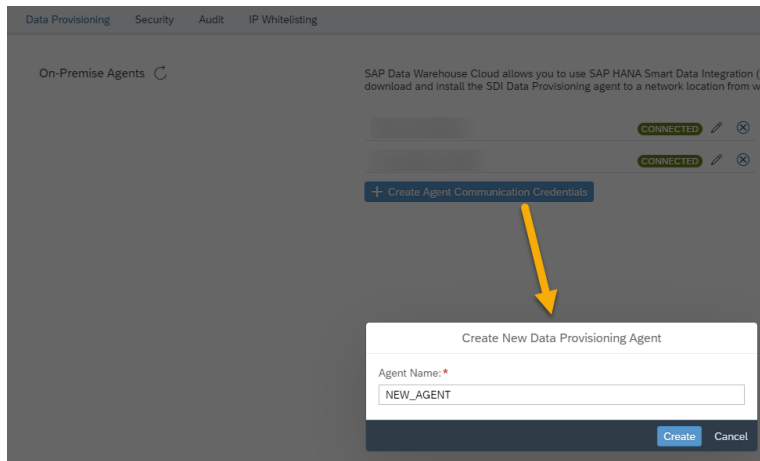 Data Provisioning Security Audit IP Whitelisting
On-Premise Agents
SAP Data Warehouse Cloud allows you to use SAP HANA Smart Data Integration (
download and install the SDI Data Provisioning agent to a network location from w
CONNECTED
CONNECTED
+ Create Agent Communication Credentials
Create New Data Provisioning Agent
Agent Name:*
NEW_AGENT
Create Cancel